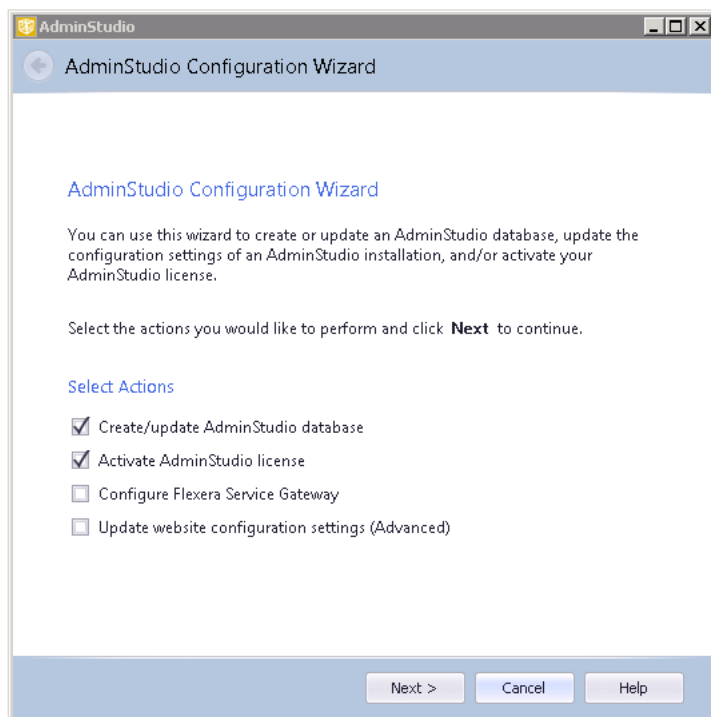 AdminStudio
AdminStudio Configuration Wizard
AdminStudio Configuration Wizard
You can use this wizard to create or update an AdminStudio database, update the
configuration settings of an AdminStudio installation, and/or activate your
AdminStudio license.
Select the actions you would like to perform and click Next to continue.
Select Actions
Create/update AdminStudio database
Activate AdminStudio license
Configure Flexera Service Gateway
Update website configuration settings (Advanced)
Next > Cancel Help